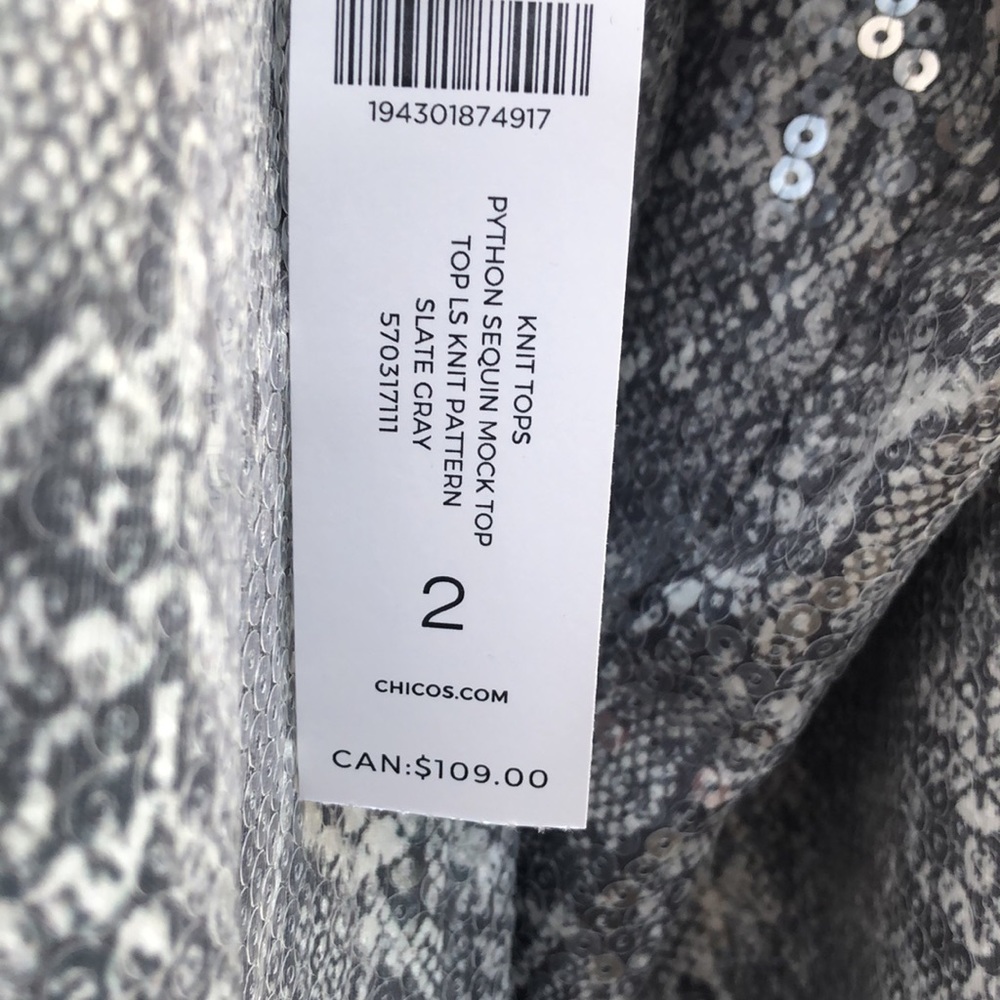 194301874917
KNIT TOPS
PYTHON SEQUIN MOCK TOP
TOP LS KNIT PATTERN
SLATE GRAY
570317111
2
CHICOS.COM
CAN:$109.00